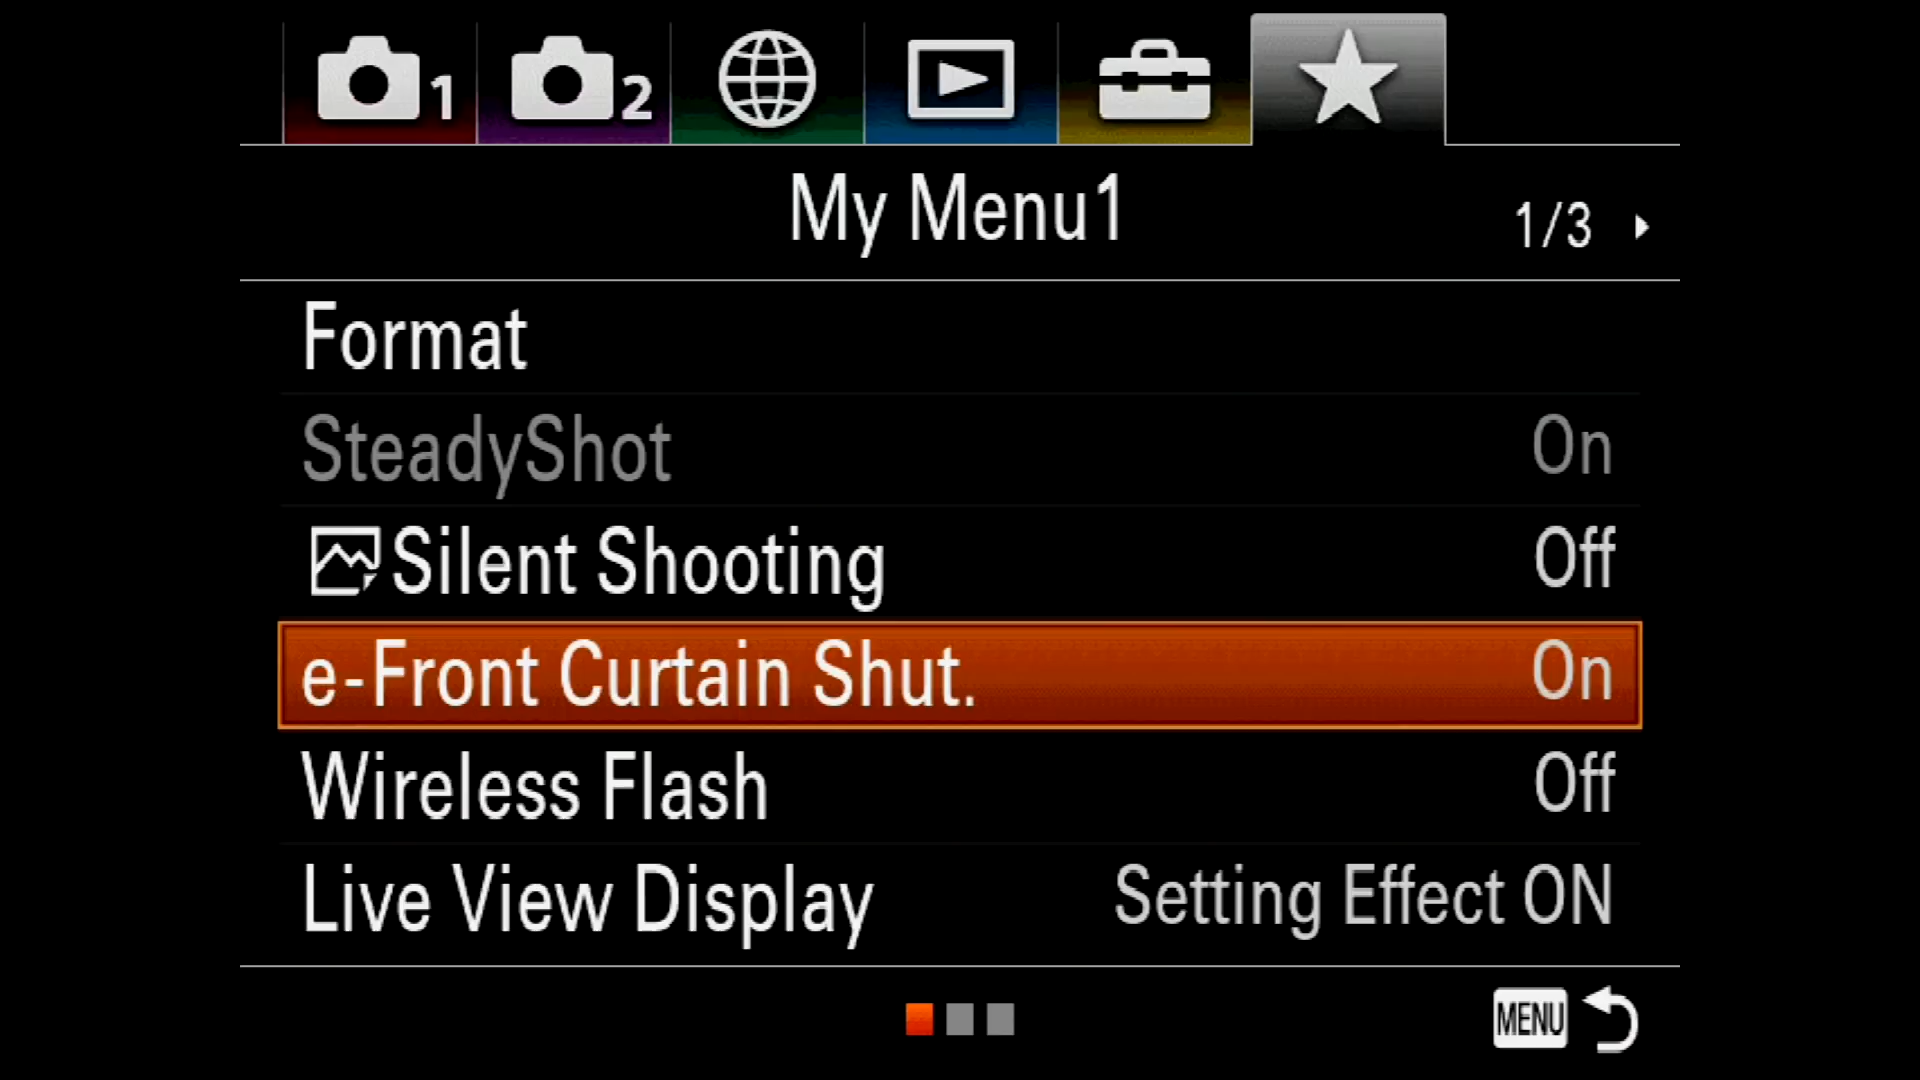 1 2
My Menu1 1/3
Format
SteadyShot On
Silent Shooting Off
e-Front Curtain Shut. On
Wireless Flash Off
Live View Display Setting Effect ON
MENU